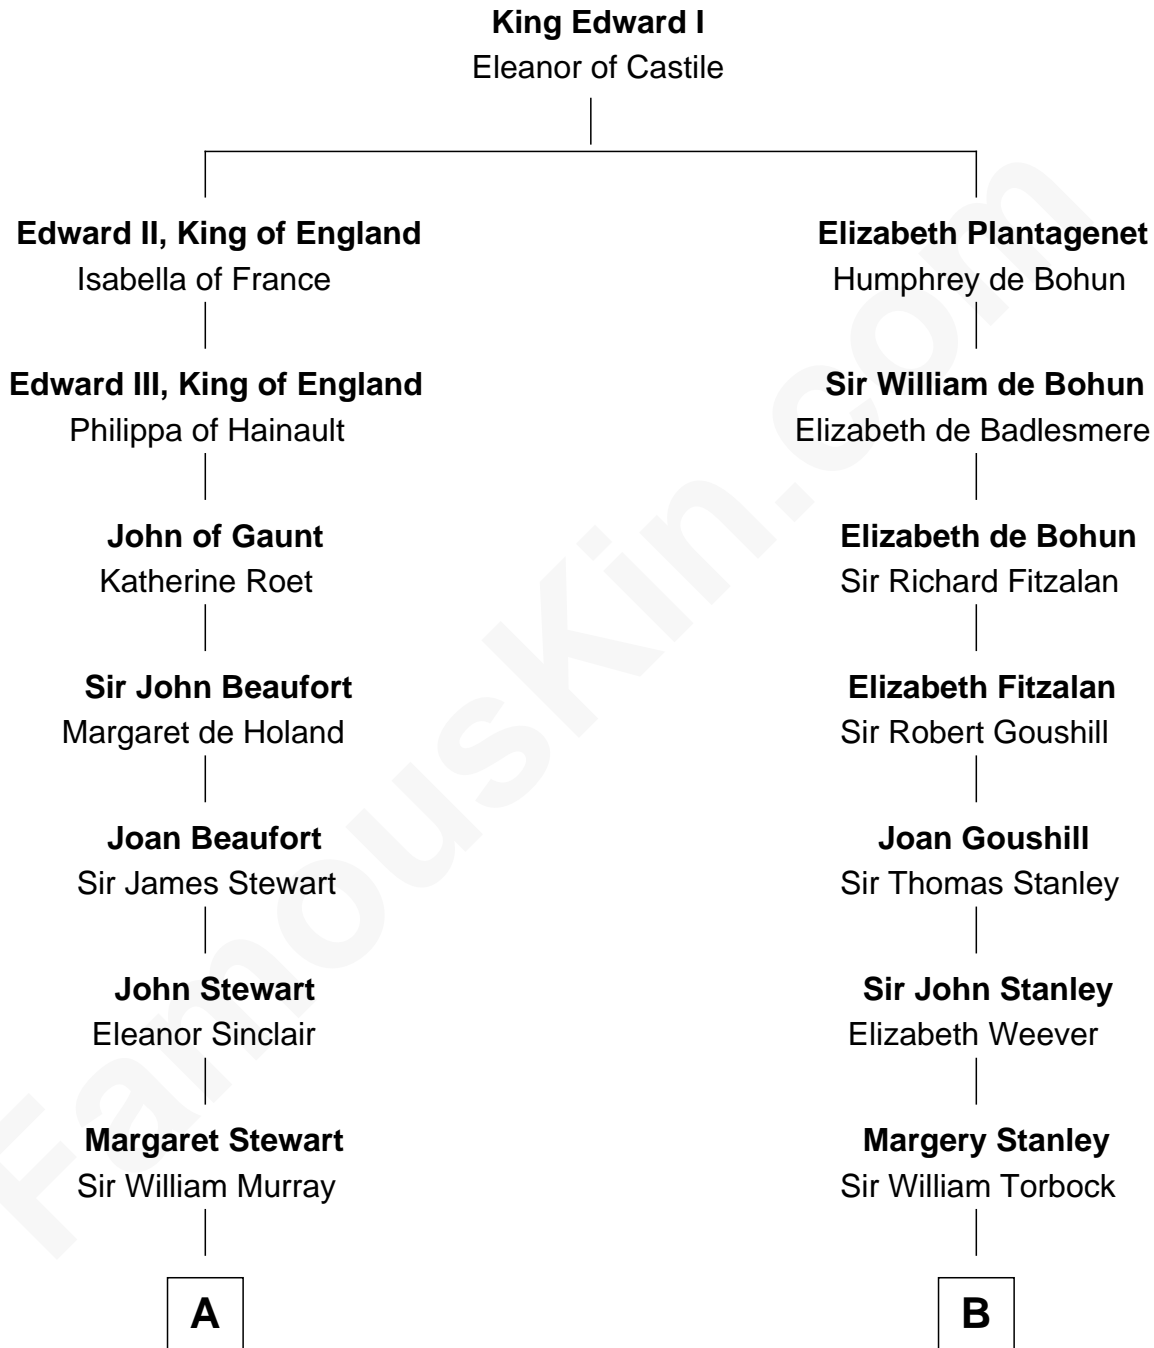 King Edward I
Eleanor of Castile
Edward II, King of England
Isabella of France
Elizabeth Plantagenet
Humphrey de Bohun
Edward III, King of England
Philippa of Hainault
Sir William de Bohun
Elizabeth de Badlesmere
John of Gaunt
Katherine Roet
Elizabeth de Bohun
Sir Richard Fitzalan
Sir John Beaufort
Margaret de Holand
Elizabeth Fitzalan
Sir Robert Goushill
Joan Beaufort
Sir James Stewart
Joan Goushill
Sir Thomas Stanley
John Stewart
Eleanor Sinclair
Sir John Stanley
Elizabeth Weever
Margaret Stewart
Sir William Murray
Margery Stanley
Sir William Torbock
A
B
FamousKin.com